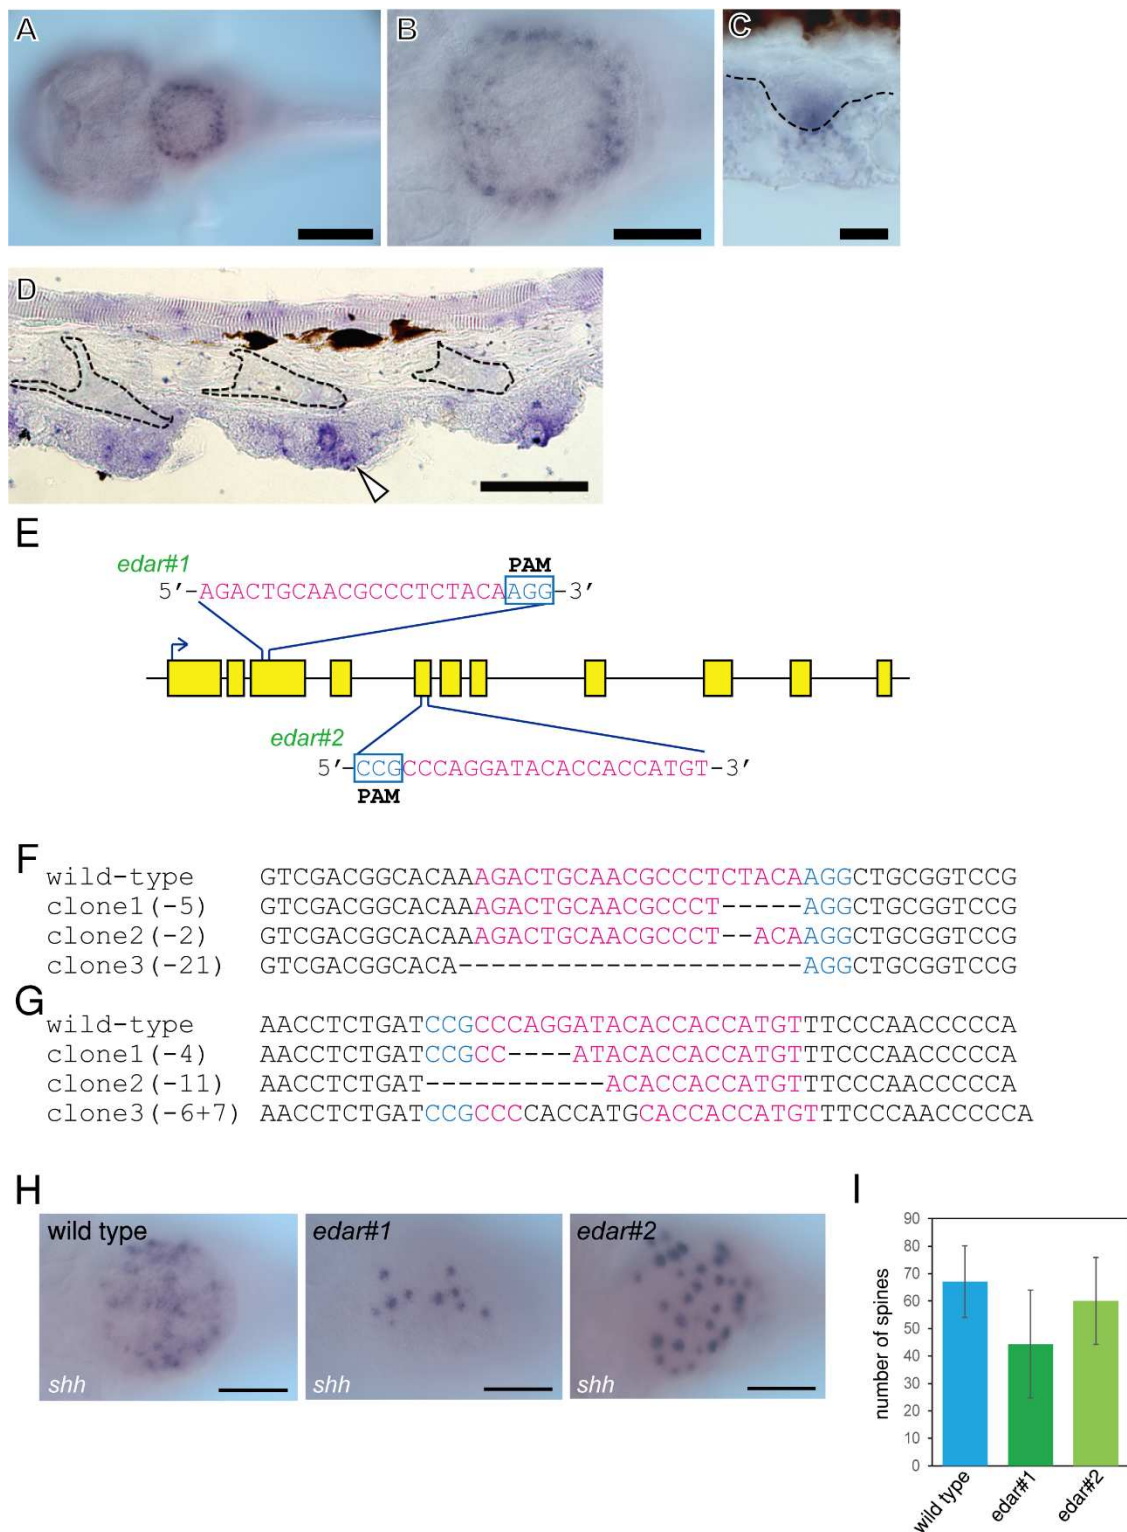 A
B
C
D
E
edar#1
PAM
5′-AGACTGCAACGCCCTCTACAAGG-3′
edar#2
5′-CCGCCCAGGATACACCACCATGT-3′
PAM
F
wild-type GTCGACGGCACAAAGACTGCAACGCCCTCTACAAGGCTGCGGTCCG
clone1(-5) GTCGACGGCACAAAGACTGCAACGCCCT-----AGGCTGCGGTCCG
clone2(-2) GTCGACGGCACAAAGACTGCAACGCCCT--ACAAGGCTGCGGTCCG
clone3(-21) GTCGACGGCACA---------------------AGGCTGCGGTCCG
G
wild-type AACCTCTGATCCGCCCAGGATACACCACCATGTTTCCCAACCCCCA
clone1(-4) AACCTCTGATCCGCC----ATACACCACCATGTTTCCCAACCCCCA
clone2(-11) AACCTCTGAT-----------ACACCACCATGTTTCCCAACCCCCA
clone3(-6+7) AACCTCTGATCCGCCCCACCATGCACCACCATGTTTCCCAACCCCCA
H
wild type
shh
edar#1
shh
edar#2
shh
I
number of spines
90
80
70
60
50
40
30
20
10
0
wild type
edar#1
edar#2